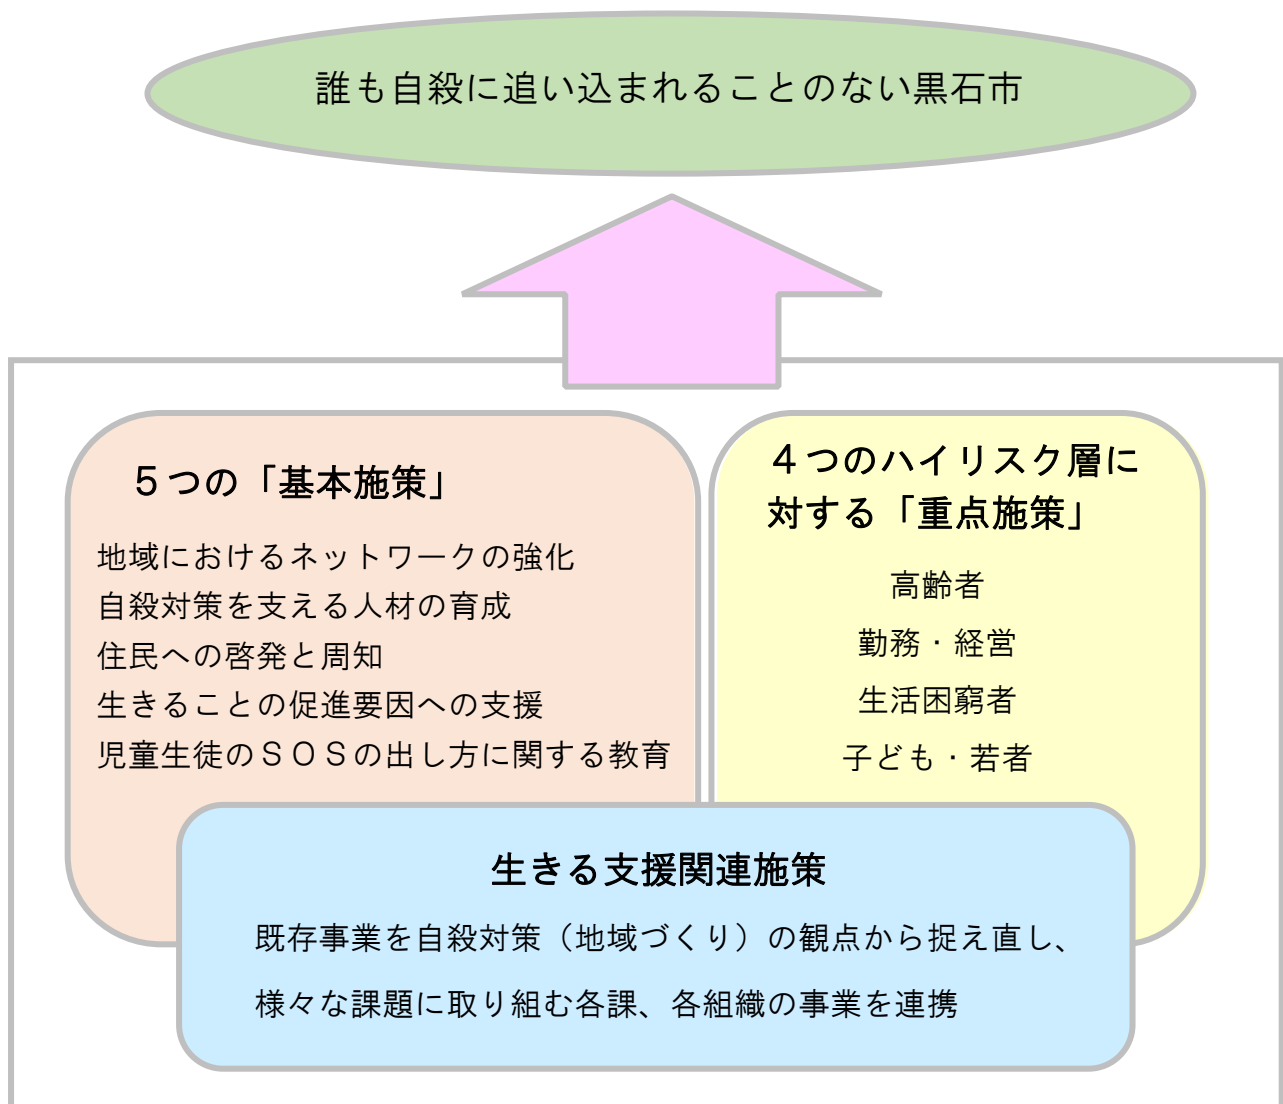 誰も自殺に追い込まれることのない黒石市
５つの「基本施策」
地域におけるネットワークの強化
自殺対策を支える人材の育成
住民への啓発と周知
生きることの促進要因への支援
児童生徒のＳＯＳの出し方に関する教育
４つのハイリスク層に
対する「重点施策」
高齢者
勤務・経営
生活困窮者
子ども・若者
生きる支援関連施策
既存事業を自殺対策（地域づくり）の観点から捉え直し、
様々な課題に取り組む各課、各組織の事業を連携